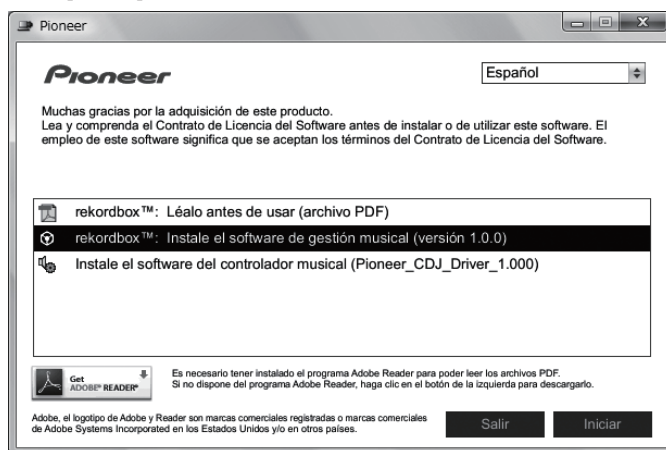 Pioneer
Pioneer
Español
Muchas gracias por la adquisición de este producto.
Lea y comprenda el Contrato de Licencia del Software antes de instalar o de utilizar este software. El
empleo de este software significa que se aceptan los términos del Contrato de Licencia del Software.
rekordbox™: Léalo antes de usar (archivo PDF)
rekordbox™: Instale el software de gestión musical (versión 1.0.0)
Instale el software del controlador musical (Pioneer_CDJ_Driver_1.000)
Get
ADOBE® READER®
Es necesario tener instalado el programa Adobe Reader para poder leer los archivos PDF.
Si no dispone del programa Adobe Reader, haga clic en el botón de la izquierda para descargarlo.
Adobe, el logotipo de Adobe y Reader son marcas comerciales registradas o marcas comerciales
de Adobe Systems Incorporated en los Estados Unidos y/o en otros países.
Salir
Iniciar